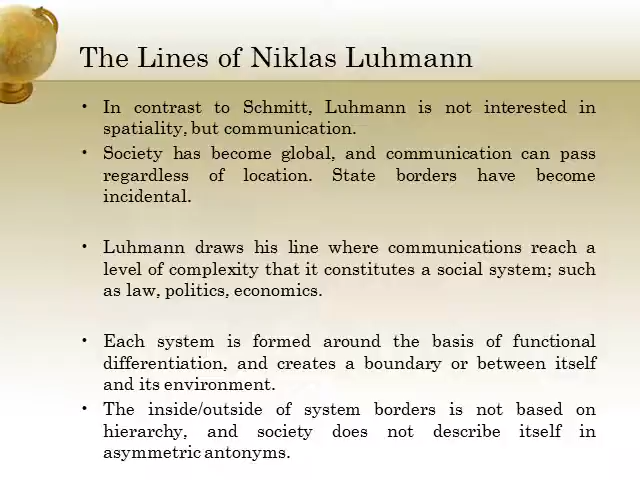 The Lines of Niklas Luhmann
• In contrast to Schmitt, Luhmann is not interested in
spatiality, but communication.
• Society has become global, and communication can pass
regardless of location. State borders have become
incidental.
• Luhmann draws his line where communications reach a
level of complexity that it constitutes a social system; such
as law, politics, economics.
• Each system is formed around the basis of functional
differentiation, and creates a boundary or between itself
and its environment.
• The inside/outside of system borders is not based on
hierarchy, and society does not describe itself in
asymmetric antonyms.